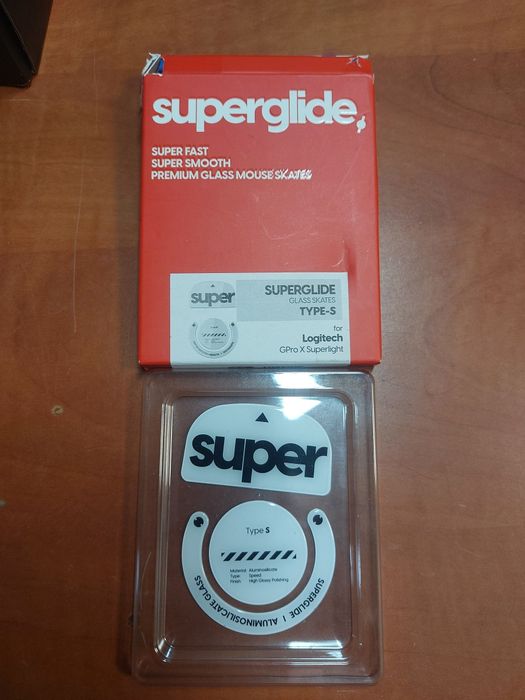 superglide
SUPER FAST
SUPER SMOOTH
PREMIUM GLASS MOUSE SKATES
super
SUPERGLIDE
GLASS SKATES
TYPE-S
for
Logitech
GPro X Superlight
super
Type S
Material: Aluminosilicate
Type: Speed
Finish: High Glossy Polishing
SUPERGLIDE | ALUMINOSILICATE GLASS